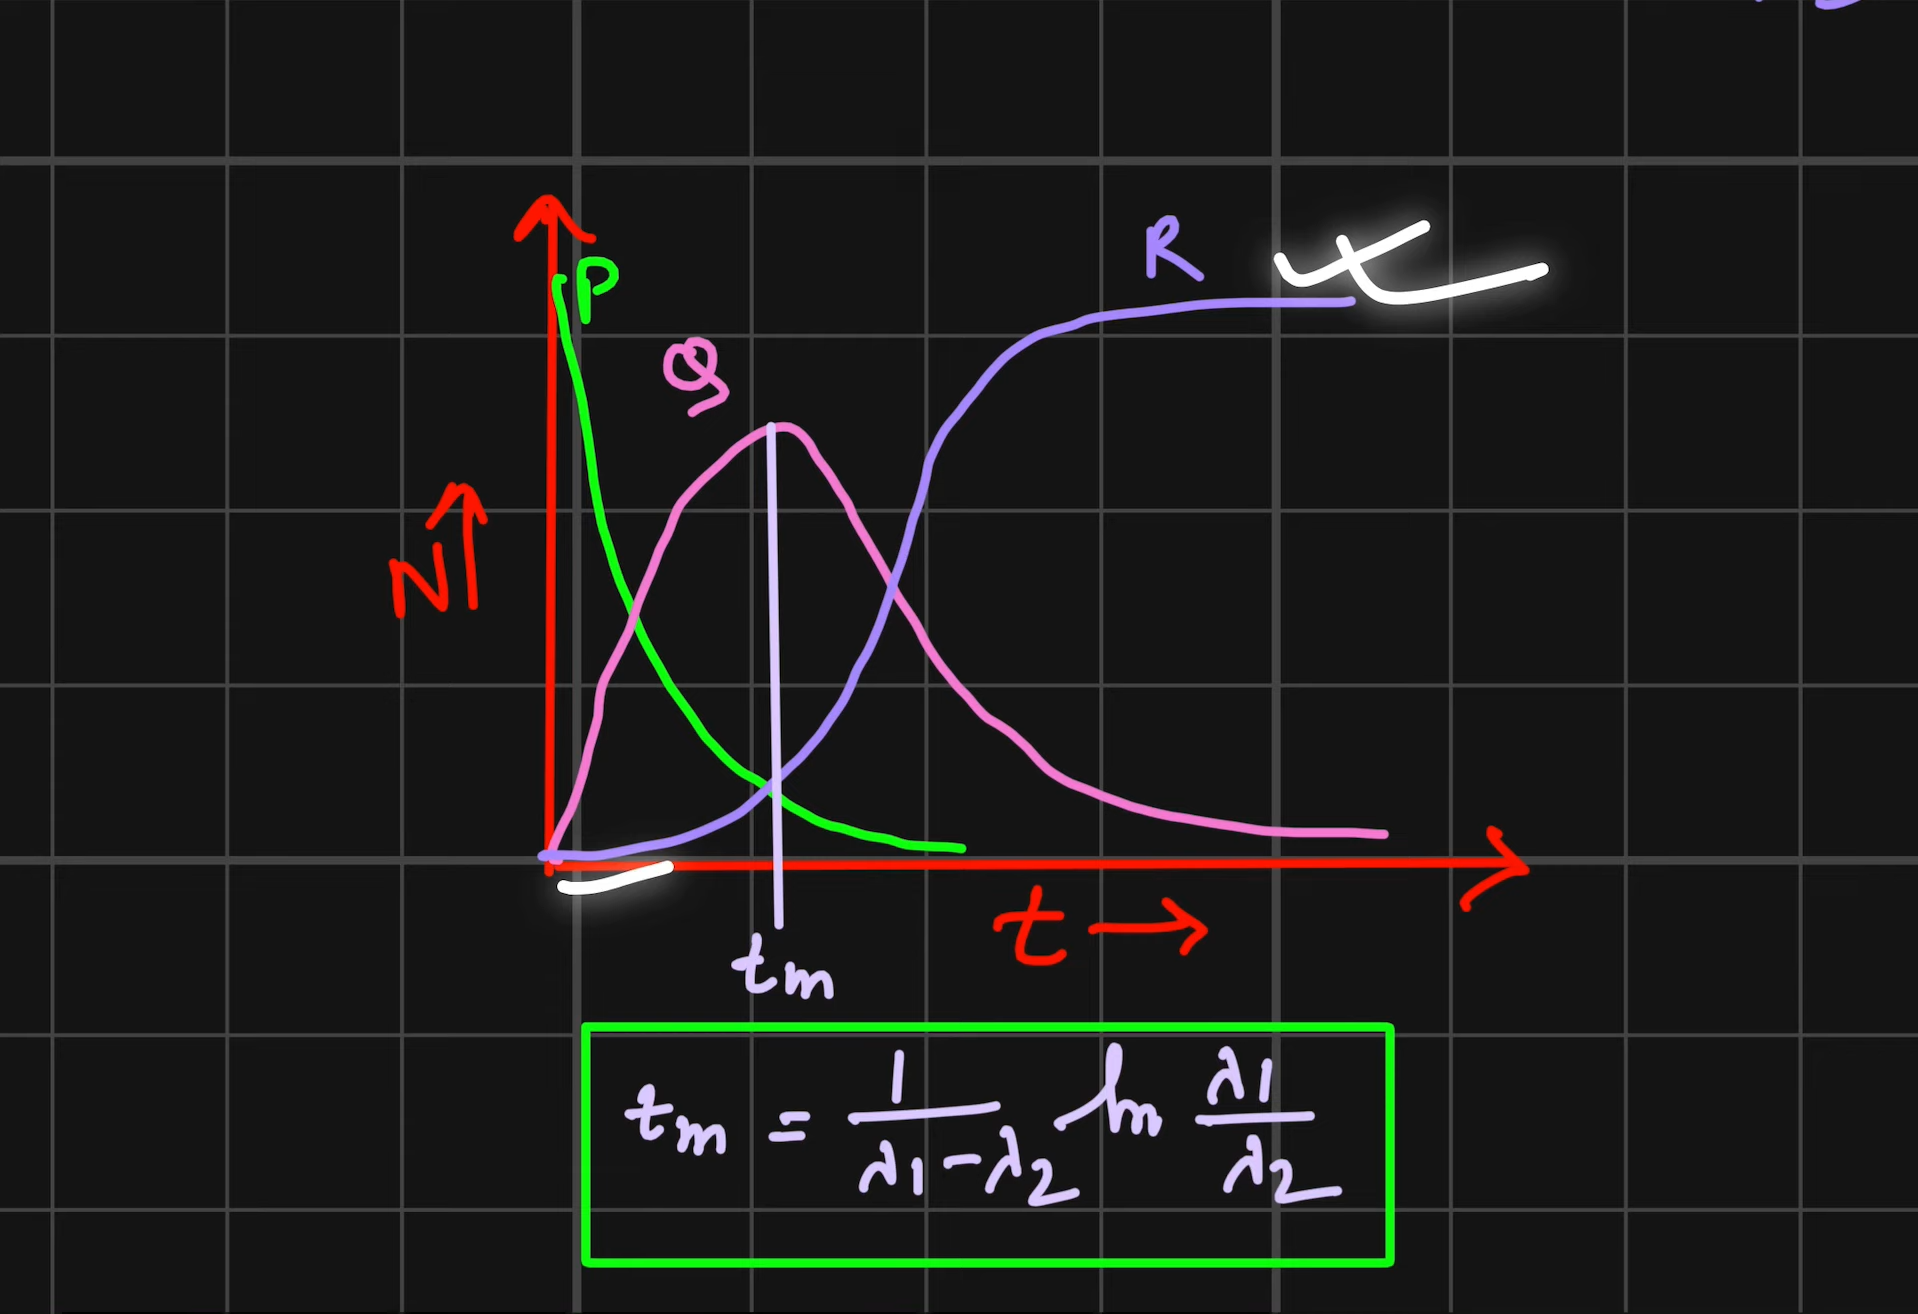 P
R
Q
N↑
t →
tm
tm = 1/(λ1-λ2) ln λ1/λ2